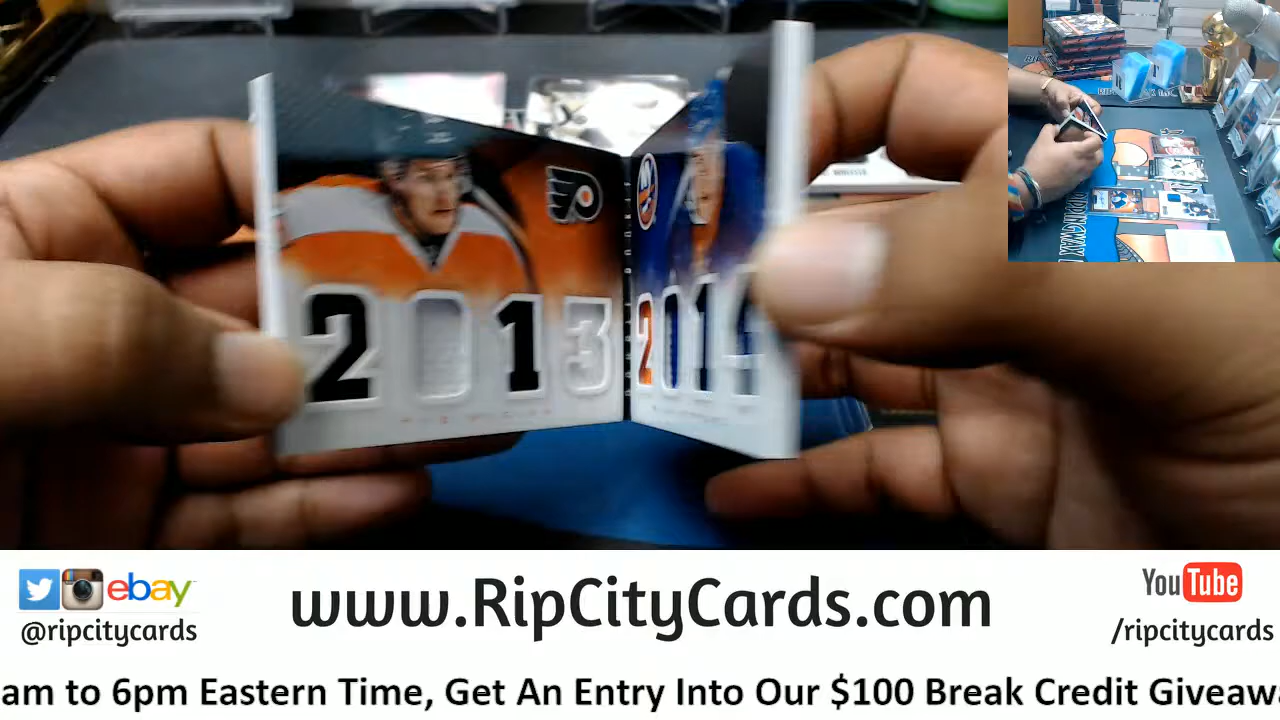 2013
2014
ebay
@ripcitycards
www.RipCityCards.com
YouTube
/ripcitycards
am to 6pm Eastern Time, Get An Entry Into Our $100 Break Credit Giveawa